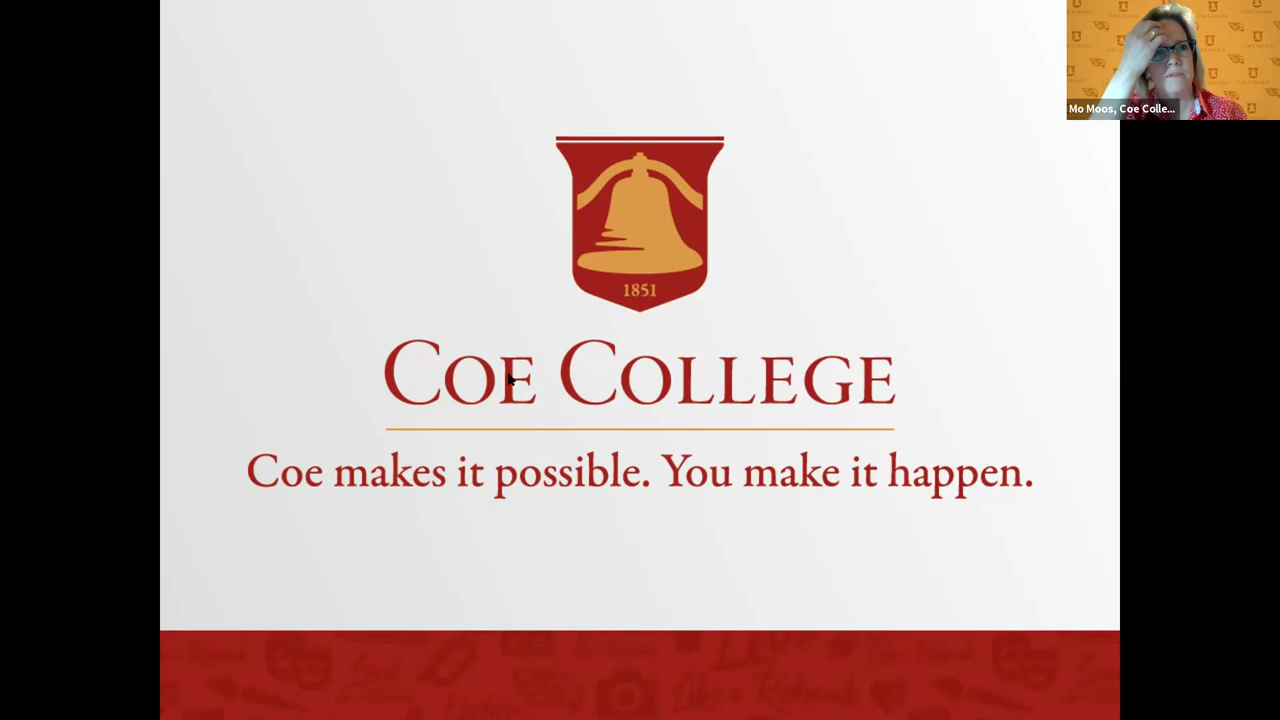 Mo Moos, Coe Colle...
1851
COE COLLEGE
Coe makes it possible. You make it happen.